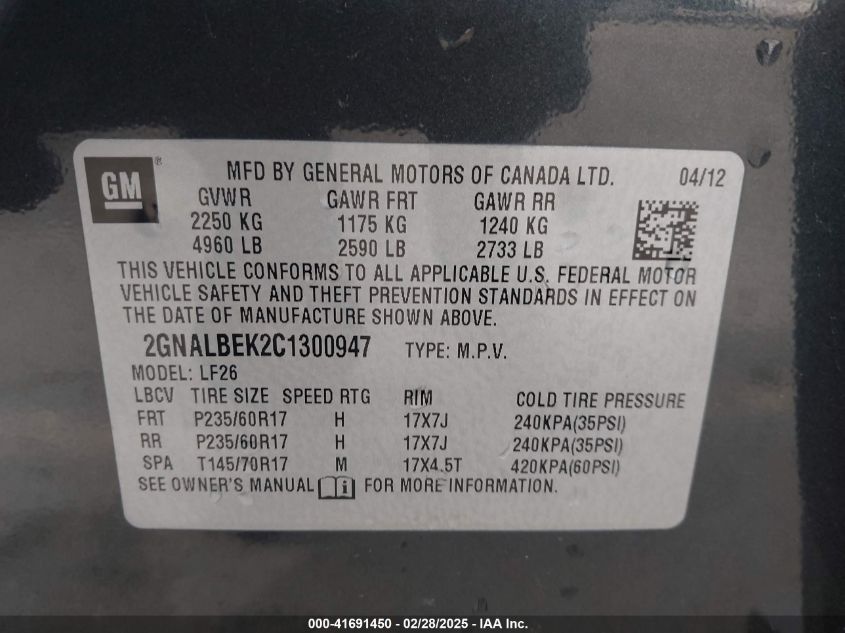 GM ® MFD BY GENERAL MOTORS OF CANADA LTD. 04/12
GVWR GAWR FRT GAWR RR
2250 KG 1175 KG 1240 KG
4960 LB 2590 LB 2733 LB
THIS VEHICLE CONFORMS TO ALL APPLICABLE U.S. FEDERAL MOTOR
VEHICLE SAFETY AND THEFT PREVENTION STANDARDS IN EFFECT ON
THE DATE OF MANUFACTURE SHOWN ABOVE.
2GNALBEK2C1300947 TYPE: M.P.V.
MODEL: LF26
LBCV TIRE SIZE SPEED RTG RIM COLD TIRE PRESSURE
FRT P235/60R17 H 17X7J 240KPA(35PSI)
RR P235/60R17 H 17X7J 240KPA(35PSI)
SPA T145/70R17 M 17X4.5T 420KPA(60PSI)
SEE OWNER'S MANUAL i FOR MORE INFORMATION.
000-41691450 - 02/28/2025 - IAA Inc.